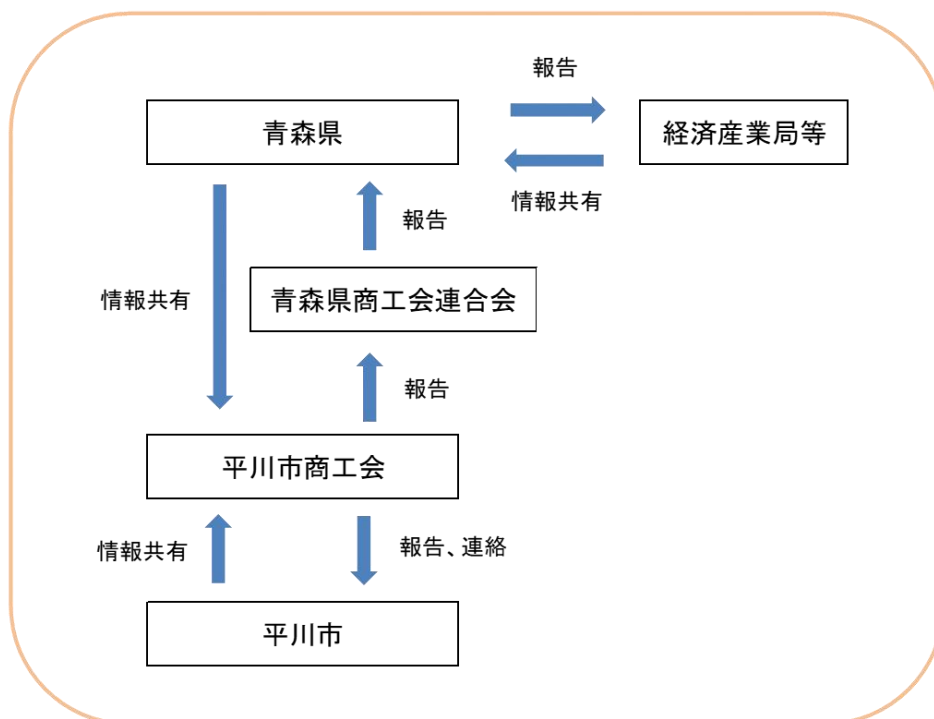 報告
青森県
経済産業局等
情報共有
報告
情報共有
青森県商工会連合会
報告
平川市商工会
情報共有
報告、連絡
平川市